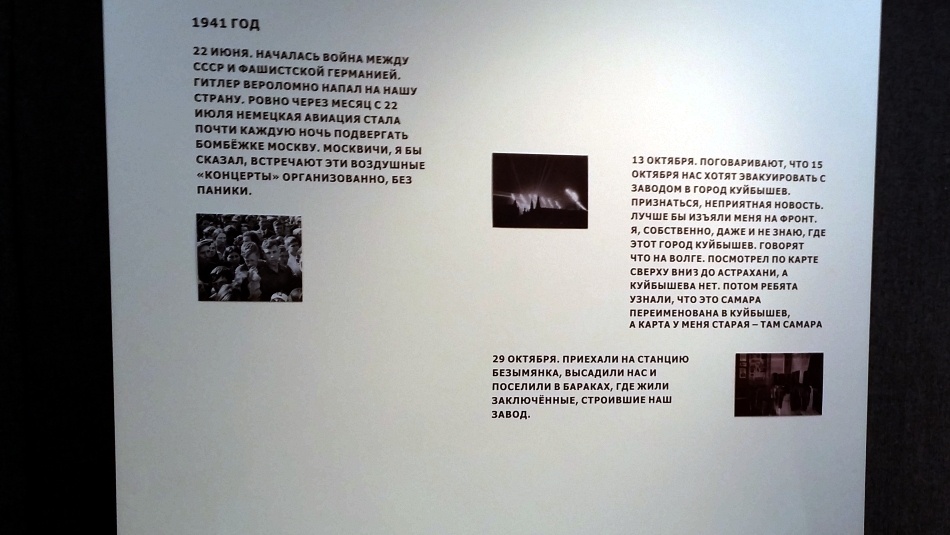 1941 ГОД
22 ИЮНЯ. НАЧАЛАСЬ ВОЙНА МЕЖДУ
СССР И ФАШИСТСКОЙ ГЕРМАНИЕЙ.
ГИТЛЕР ВЕРОЛОМНО НАПАЛ НА НАШУ
СТРАНУ. РОВНО ЧЕРЕЗ МЕСЯЦ С 22
ИЮЛЯ НЕМЕЦКАЯ АВИАЦИЯ СТАЛА
ПОЧТИ КАЖДУЮ НОЧЬ ПОДВЕРГАТЬ
БОМБЁЖКЕ МОСКВУ. МОСКВИЧИ, Я БЫ
СКАЗАЛ, ВСТРЕЧАЮТ ЭТИ ВОЗДУШНЫЕ
«КОНЦЕРТЫ» ОРГАНИЗОВАННО, БЕЗ
ПАНИКИ.
13 ОКТЯБРЯ. ПОГОВАРИВАЮТ, ЧТО 15
ОКТЯБРЯ НАС ХОТЯТ ЭВАКУИРОВАТЬ С
ЗАВОДОМ В ГОРОД КУЙБЫШЕВ.
ПРИЗНАТЬСЯ, НЕПРИЯТНАЯ НОВОСТЬ.
ЛУЧШЕ БЫ ИЗЪЯЛИ МЕНЯ НА ФРОНТ.
Я, СОБСТВЕННО, ДАЖЕ И НЕ ЗНАЮ, ГДЕ
ЭТОТ ГОРОД КУЙБЫШЕВ. ГОВОРЯТ
ЧТО НА ВОЛГЕ. ПОСМОТРЕЛ ПО КАРТЕ
СВЕРХУ ВНИЗ ДО АСТРАХАНИ, А
КУЙБЫШЕВА НЕТ. ПОТОМ РЕБЯТА
УЗНАЛИ, ЧТО ЭТО САМАРА
ПЕРЕИМЕНОВАНА В КУЙБЫШЕВ,
А КАРТА У МЕНЯ СТАРАЯ – ТАМ САМАРА
29 ОКТЯБРЯ. ПРИЕХАЛИ НА СТАНЦИЮ
БЕЗЫМЯНКА, ВЫСАДИЛИ НАС И
ПОСЕЛИЛИ В БАРАКАХ, ГДЕ ЖИЛИ
ЗАКЛЮЧЁННЫЕ, СТРОИВШИЕ НАШ
ЗАВОД.